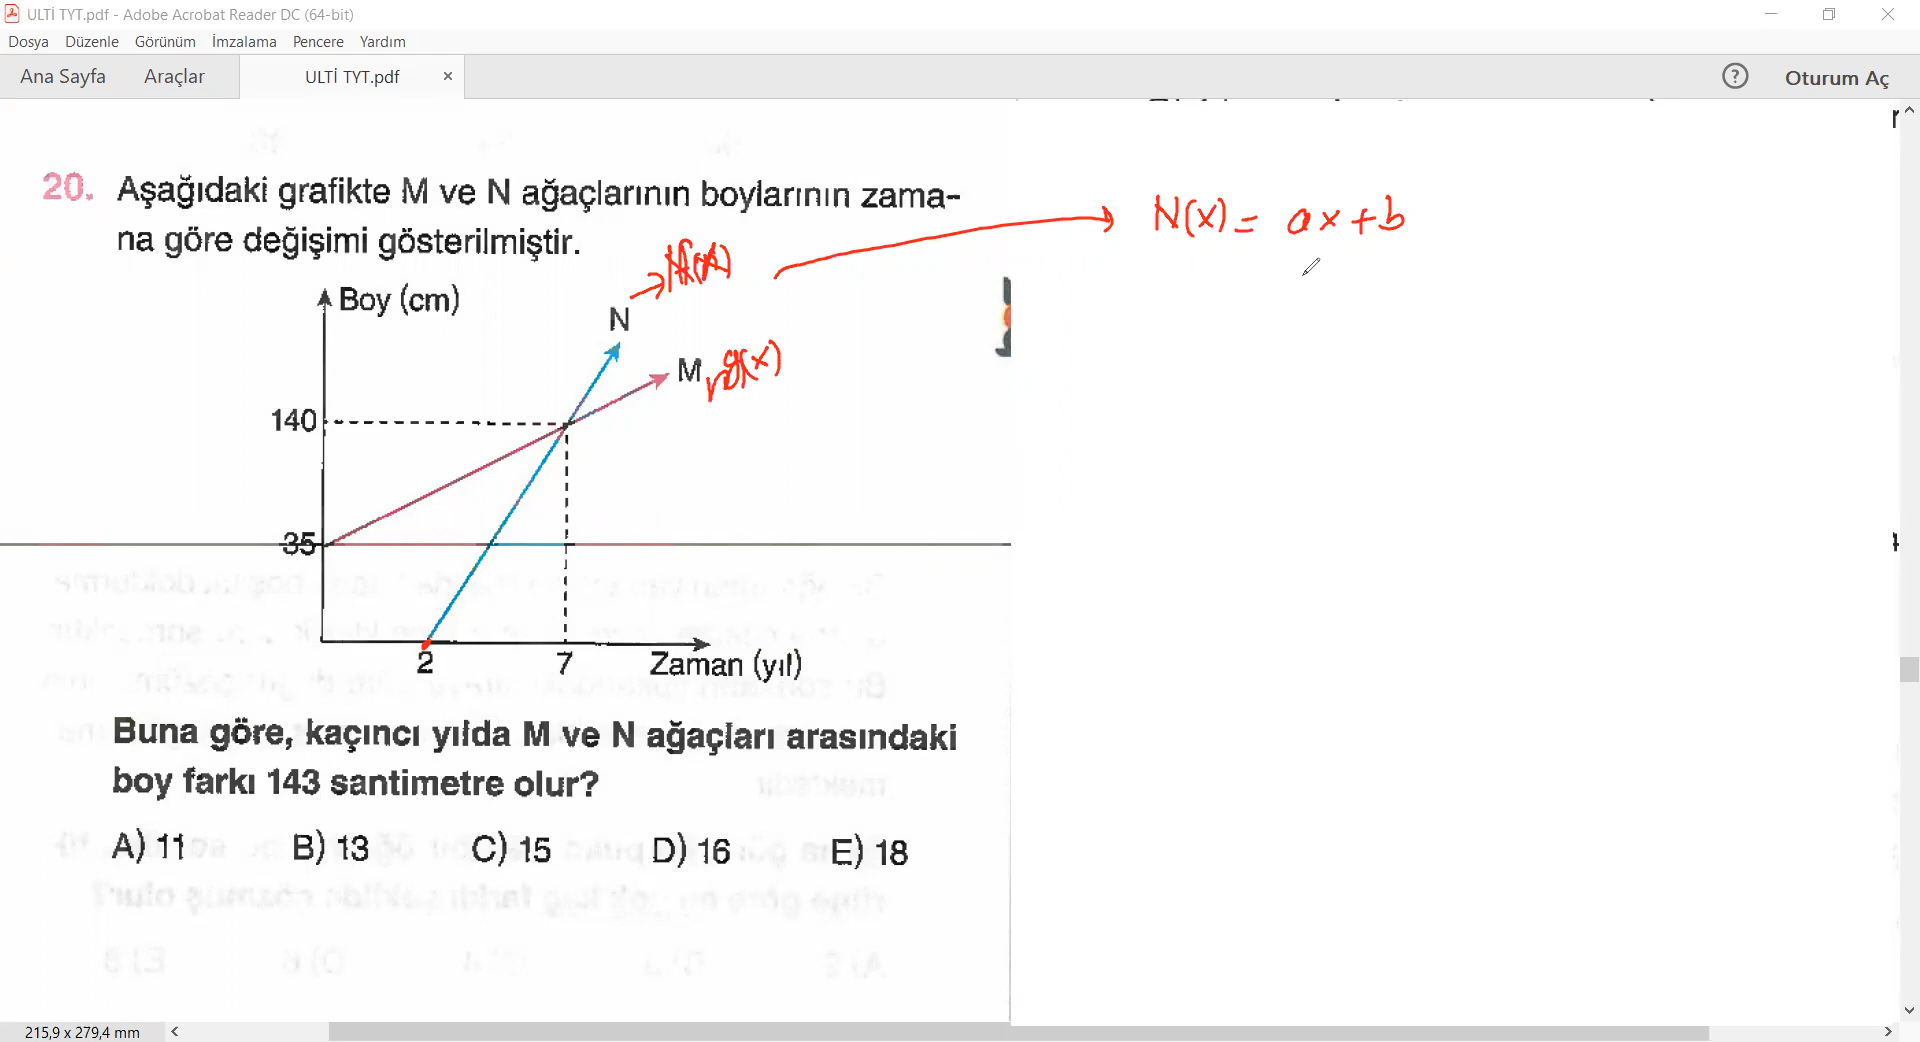 ULTİ TYT.pdf - Adobe Acrobat Reader DC (64-bit)
Dosya Düzenle Görünüm İmzalama Pencere Yardım
Ana Sayfa Araçlar ULTİ TYT.pdf × ? Oturum Aç
20. Aşağıdaki grafikte M ve N ağaçlarının boylarının zama-
na göre değişimi gösterilmiştir.
N(x) = ax+b
Boy (cm)
N
M g(x)
140
35
2 7 Zaman (yıl)
Buna göre, kaçıncı yılda M ve N ağaçları arasındaki
boy farkı 143 santimetre olur?
A) 11 B) 13 C) 15 D) 16 E) 18
215,9 x 279,4 mm